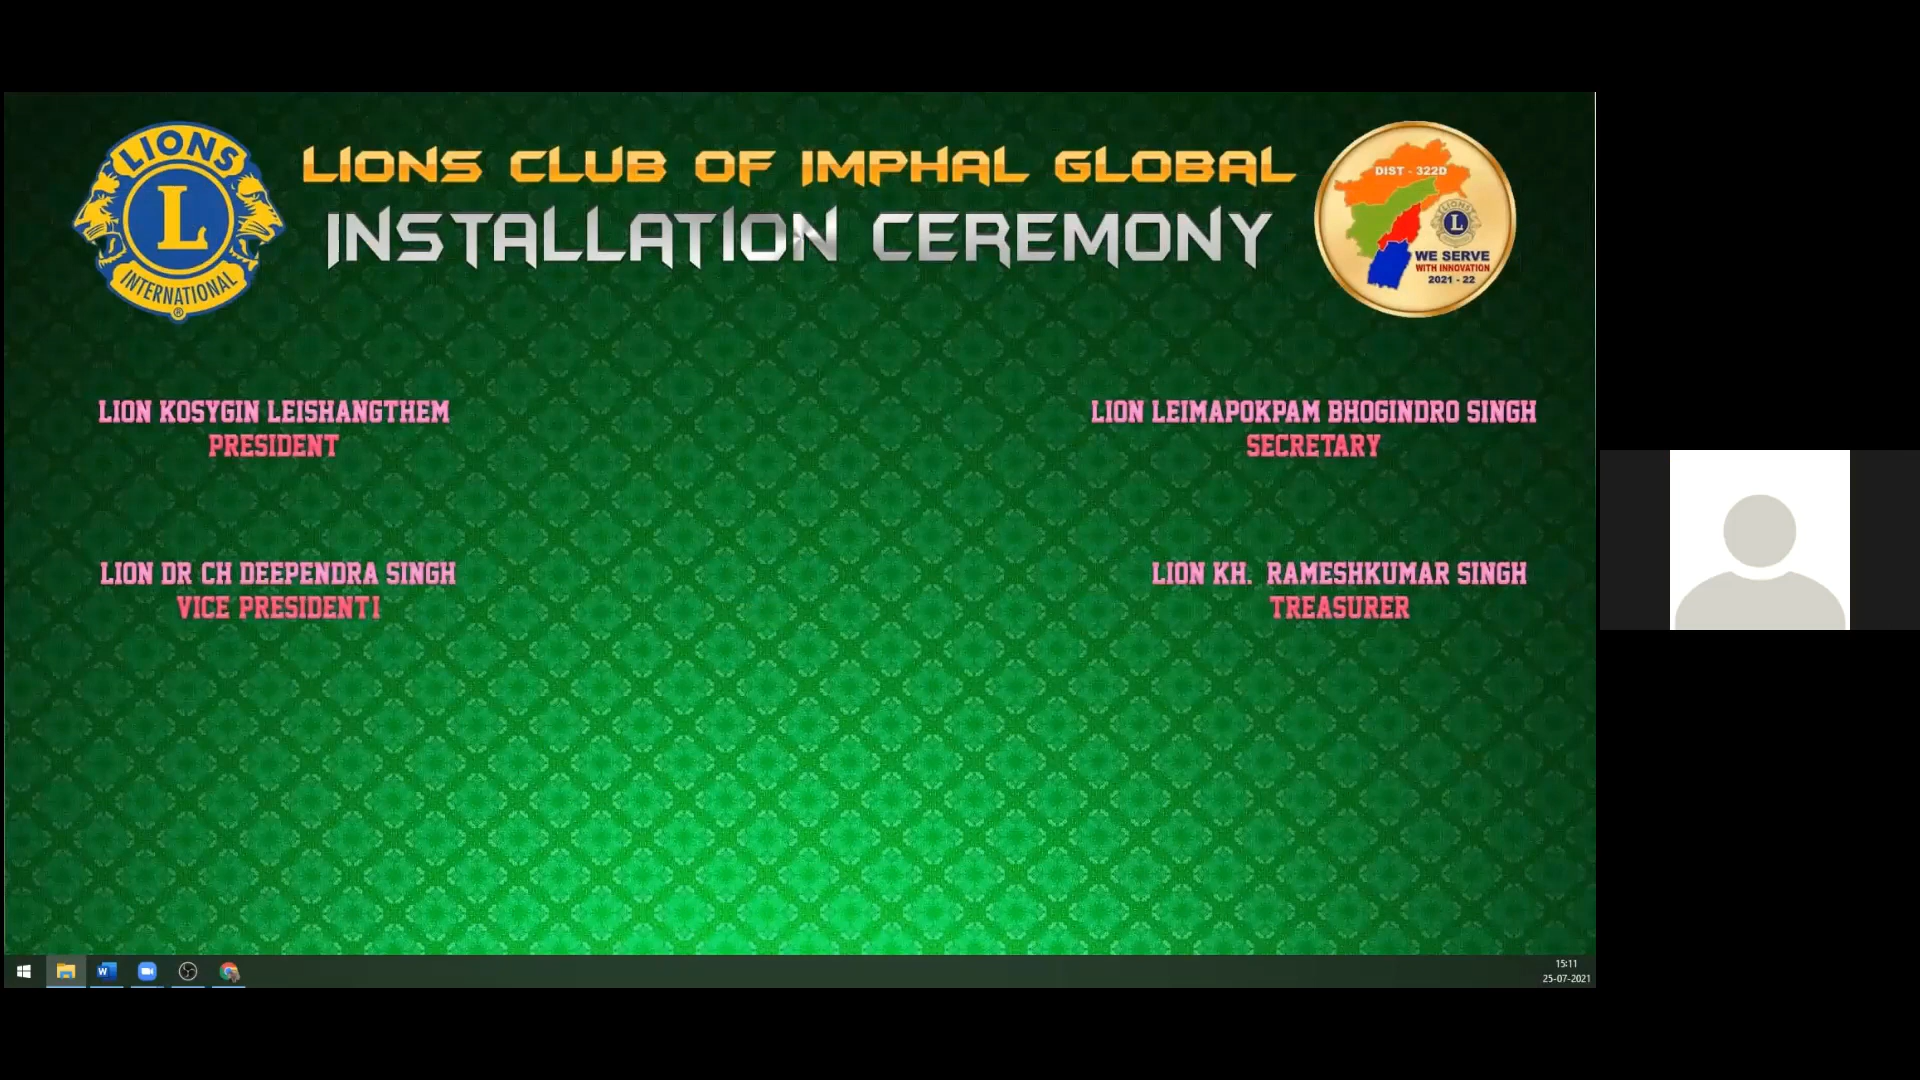 LIONS
L
INTERNATIONAL
®
LIONS CLUB OF IMPHAL GLOBAL
INSTALLATION CEREMONY
DIST - 322D
LIONS
L
WE SERVE
WITH INNOVATION
2021 - 22
LION KOSYGIN LEISHANGTHEM
PRESIDENT
LION LEIMAPOKPAM BHOGINDRO SINGH
SECRETARY
LION DR CH DEEPENDRA SINGH
VICE PRESIDENT I
LION KH. RAMESHKUMAR SINGH
TREASURER
W
15:11
25-07-2021